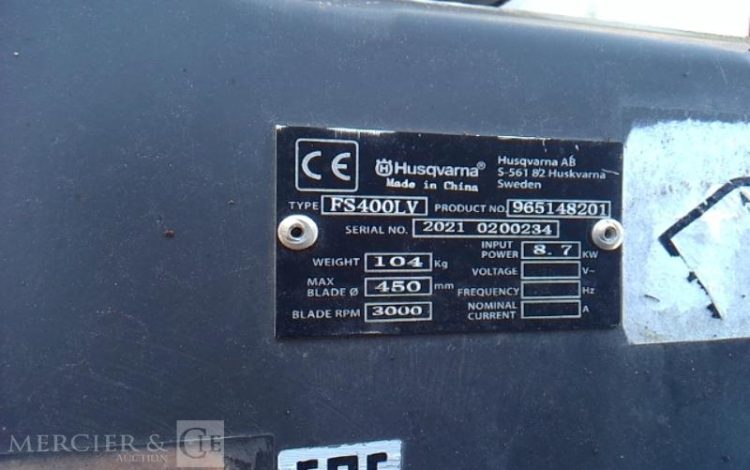 CE Husqvarna® Husqvarna AB
Made in China S-561 82 Huskvarna
Sweden
TYPE FS400LV PRODUCT NO. 965148201
SERIAL NO. 2021 0200234
WEIGHT 104 Kg INPUT POWER 8.7 KW
MAX BLADE Ø 450 mm VOLTAGE V~
FREQUENCY Hz
BLADE RPM 3000 NOMINAL CURRENT A
MERCIER & CIE
AUCTION